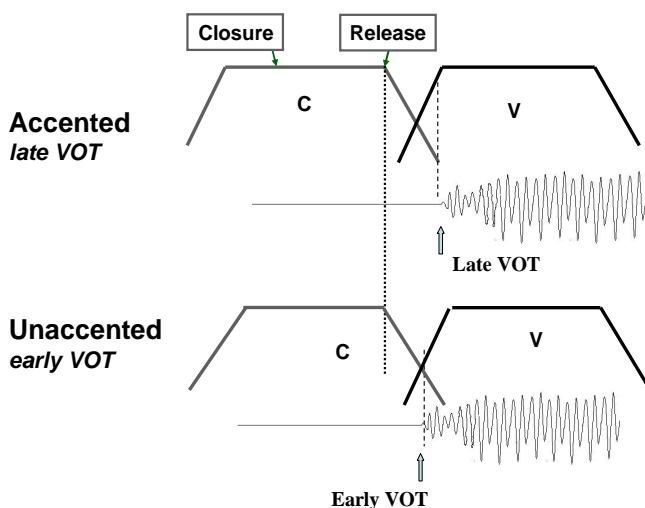 Closure Release
C V
Accented
late VOT
Late VOT
Unaccented
early VOT
C V
Early VOT